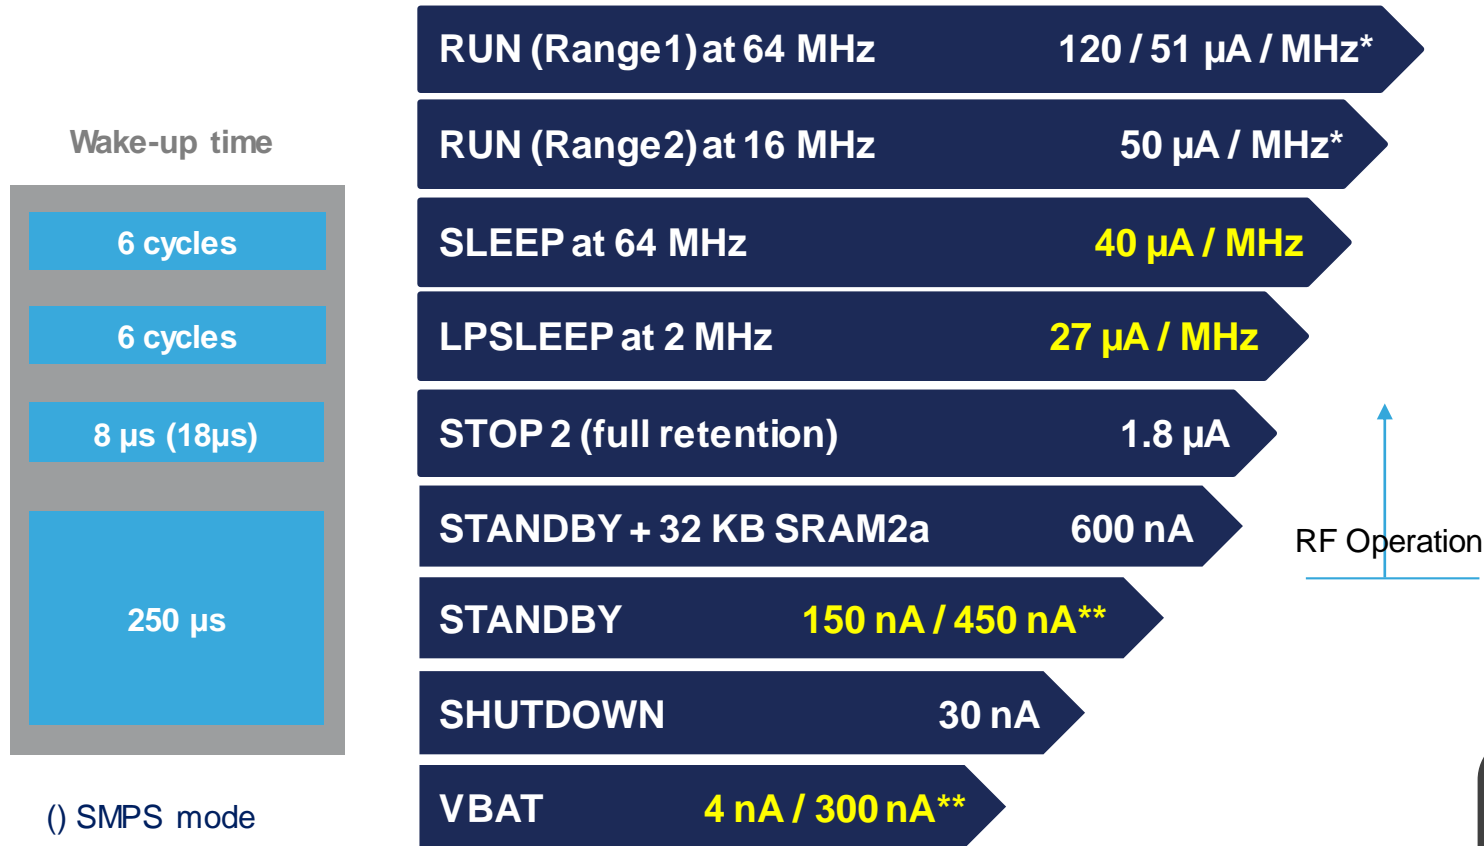 Wake-up time
6 cycles
6 cycles
8 µs (18µs)
250 µs
() SMPS mode
RUN (Range1) at 64 MHz 120 / 51 µA / MHz*
RUN (Range2) at 16 MHz 50 µA / MHz*
SLEEP at 64 MHz 40 µA / MHz
LPSLEEP at 2 MHz 27 µA / MHz
STOP 2 (full retention) 1.8 µA
STANDBY + 32 KB SRAM2a 600 nA
STANDBY 150 nA / 450 nA**
SHUTDOWN 30 nA
VBAT 4 nA / 300 nA**
RF Operation